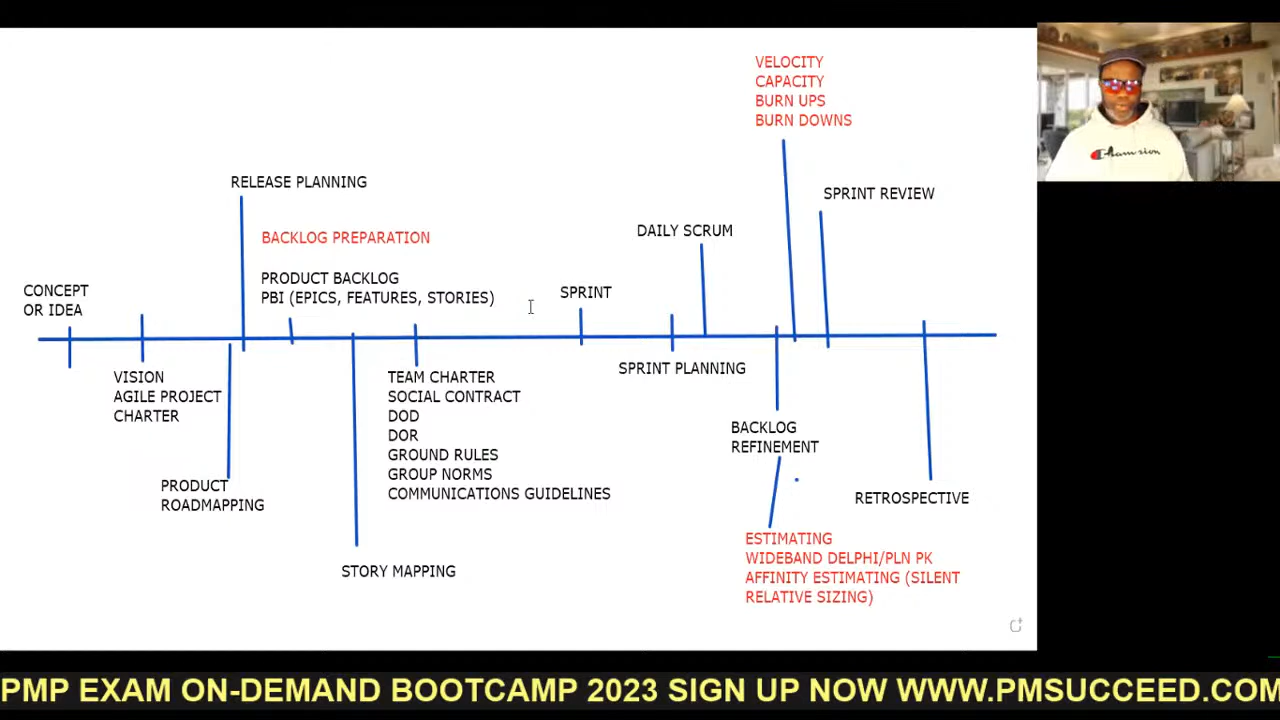 VELOCITY
CAPACITY
BURN UPS
BURN DOWNS
RELEASE PLANNING
SPRINT REVIEW
DAILY SCRUM
BACKLOG PREPARATION
PRODUCT BACKLOG
PBI (EPICS, FEATURES, STORIES)
CONCEPT
OR IDEA
SPRINT
VISION
AGILE PROJECT
CHARTER
TEAM CHARTER
SOCIAL CONTRACT
DOD
DOR
GROUND RULES
GROUP NORMS
COMMUNICATIONS GUIDELINES
SPRINT PLANNING
BACKLOG
REFINEMENT
PRODUCT
ROADMAPPING
RETROSPECTIVE
STORY MAPPING
ESTIMATING
WIDEBAND DELPHI/PLN PK
AFFINITY ESTIMATING (SILENT
RELATIVE SIZING)
Champion
PMP EXAM ON-DEMAND BOOTCAMP 2023 SIGN UP NOW WWW.PMSUCCEED.COM